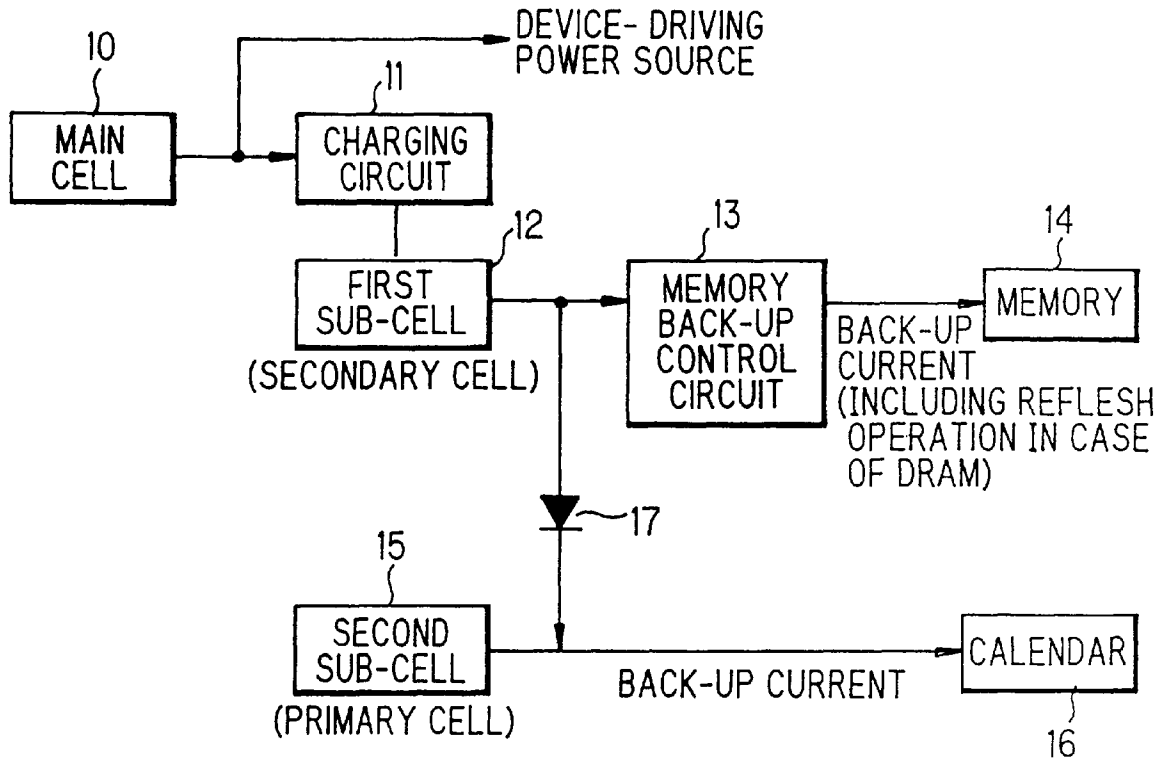 DEVICE- DRIVING
POWER SOURCE
10
11
MAIN
CELL
CHARGING
CIRCUIT
12
13
14
FIRST
SUB-CELL
(SECONDARY CELL)
MEMORY
BACK-UP
CONTROL
CIRCUIT
MEMORY
BACK-UP
CURRENT
(INCLUDING REFLESH
OPERATION IN CASE
OF DRAM)
17
15
SECOND
SUB-CELL
(PRIMARY CELL)
BACK-UP CURRENT
CALENDAR
16